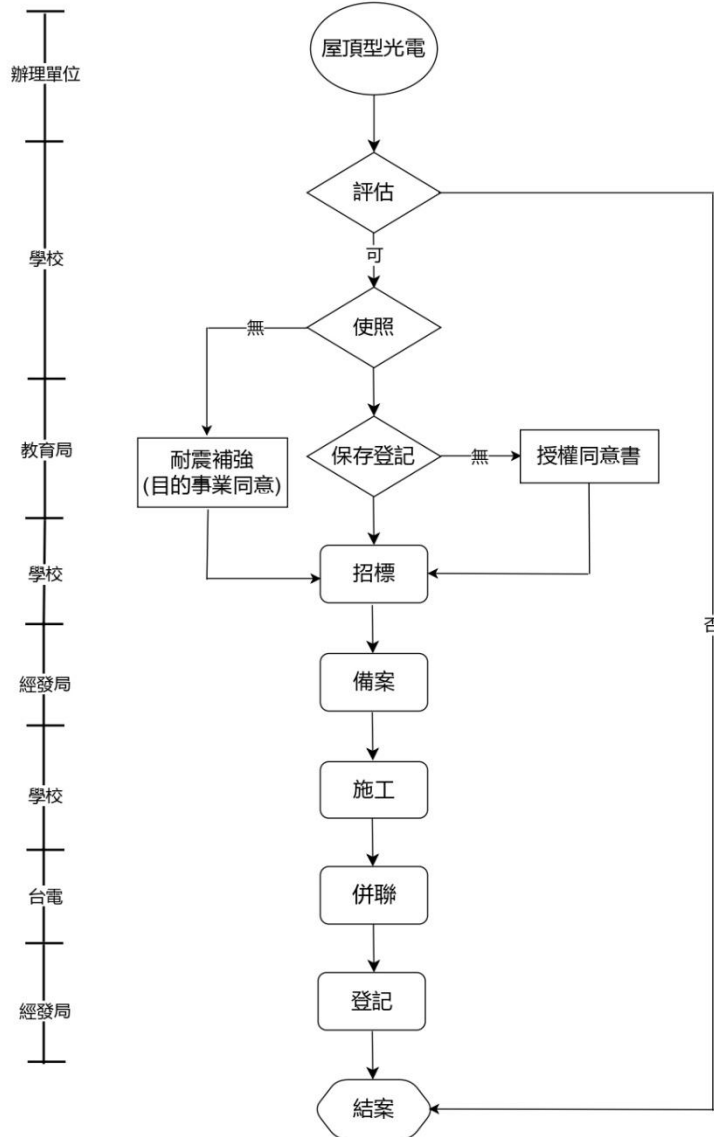 辦理單位
屋頂型光電
評估
可
學校
使照
無
教育局
耐震補強
(目的事業同意)
保存登記
無
授權同意書
學校
招標
否
經發局
備案
學校
施工
台電
併聯
經發局
登記
結案